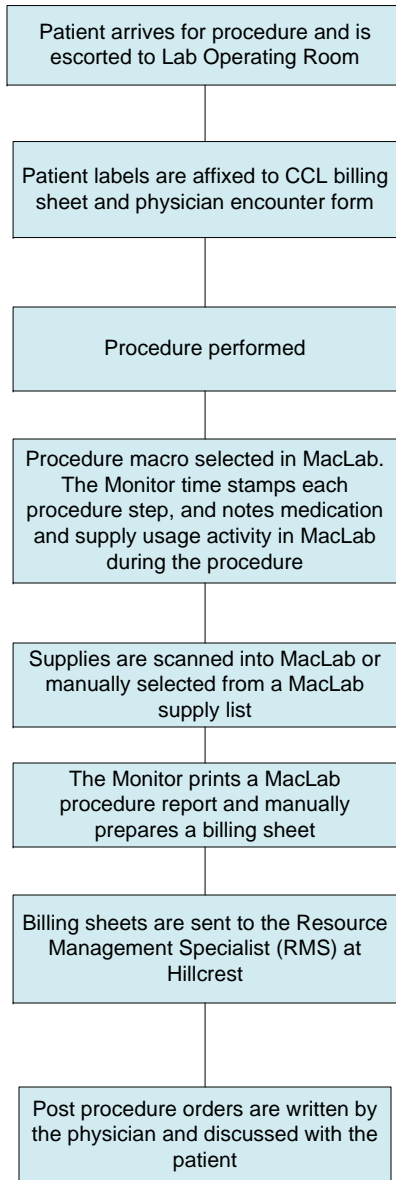 Patient arrives for procedure and is
escorted to Lab Operating Room
Patient labels are affixed to CCL billing
sheet and physician encounter form
Procedure performed
Procedure macro selected in MacLab.
The Monitor time stamps each
procedure step, and notes medication
and supply usage activity in MacLab
during the procedure
Supplies are scanned into MacLab or
manually selected from a MacLab
supply list
The Monitor prints a MacLab
procedure report and manually
prepares a billing sheet
Billing sheets are sent to the Resource
Management Specialist (RMS) at
Hillcrest
Post procedure orders are written by
the physician and discussed with the
patient